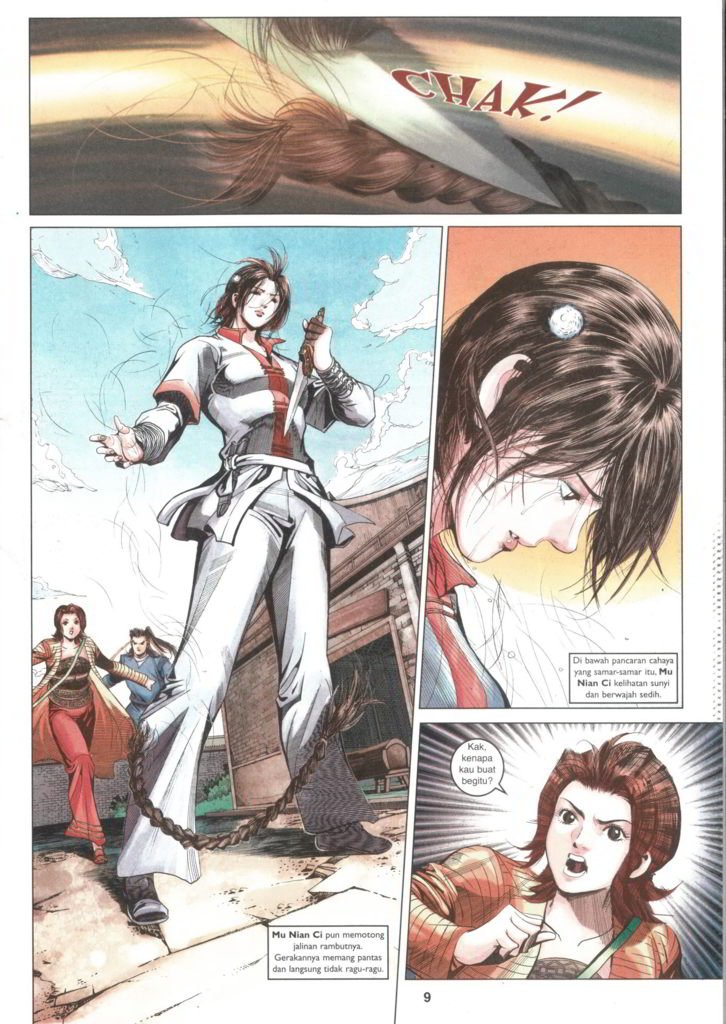 CHAK!
Di bawah pancaran cahaya
yang samar-samar itu, Mu
Nian Ci kelihatan sunyi
dan berwajah sedih.
Kak,
kenapa
kau buat
begitu?
Mu Nian Ci pun memotong
jalinan rambutnya.
Gerakannya memang pantas
dan langsung tidak ragu-ragu.
9